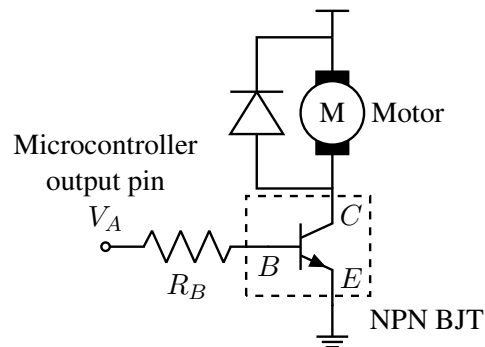 M
Motor
Microcontroller
output pin
V_A
C
B
R_B
E
NPN BJT